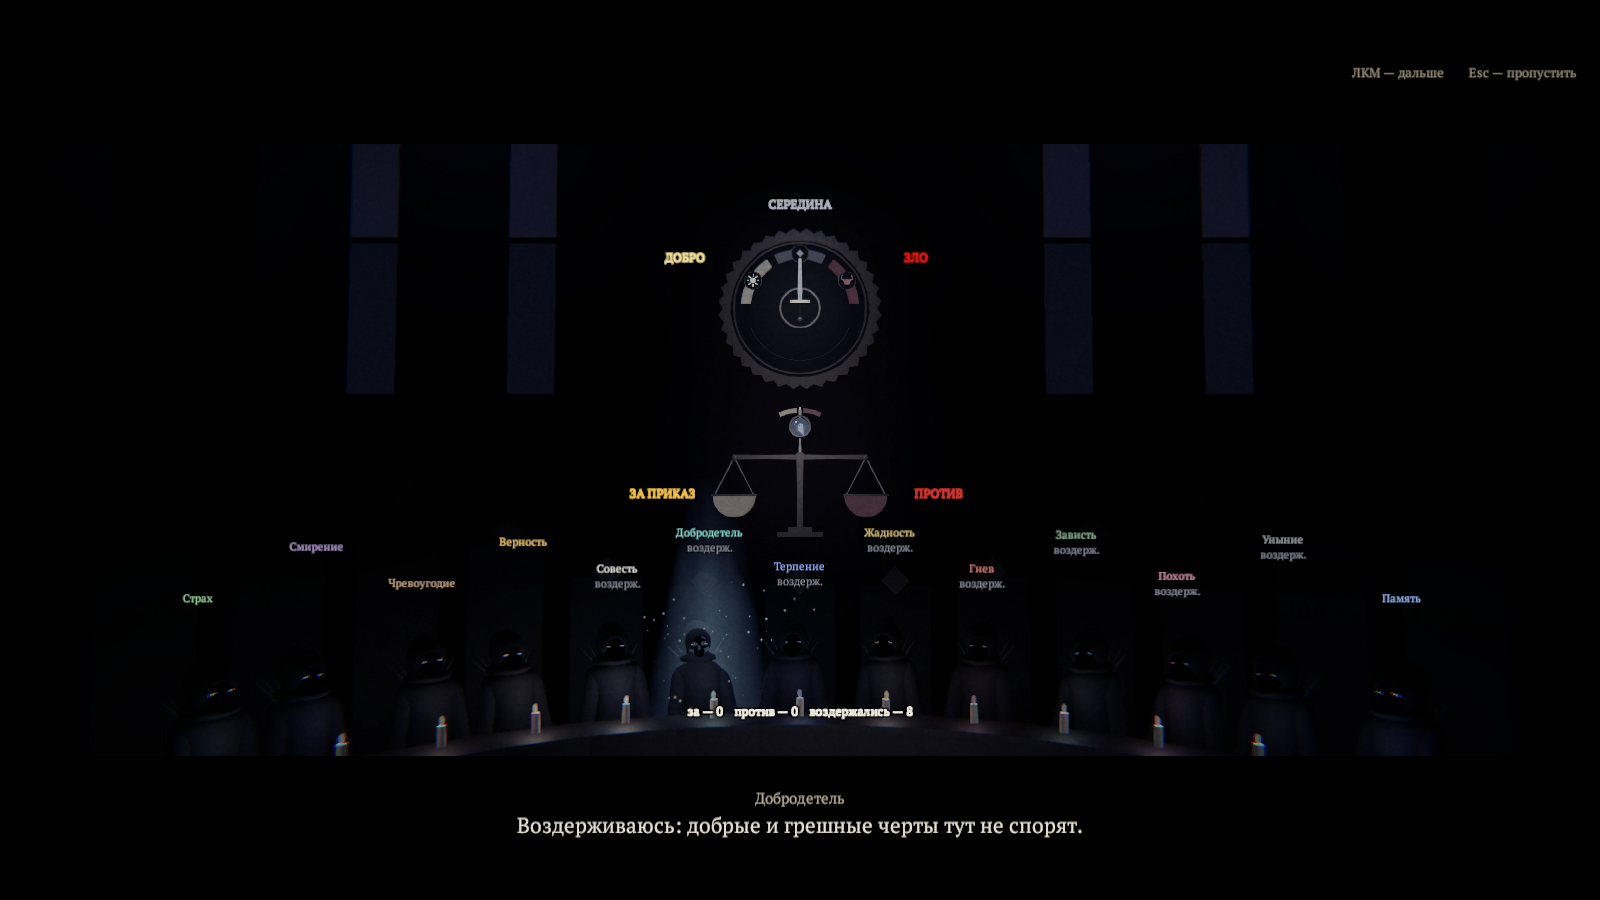 ЛКМ — дальше Esc — пропустить
СЕРЕДИНА
ДОБРО
ЗЛО
ЗА ПРИКАЗ
ПРОТИВ
Смирение
Верность
Добродетель
воздерж.
Жадность
воздерж.
Зависть
воздерж.
Уныние
воздерж.
Страх
Чревоугодие
Совесть
воздерж.
Терпение
воздерж.
Гнев
воздерж.
Похоть
воздерж.
Память
за — 0 против — 0 воздержались — 8
Добродетель
Воздерживаюсь: добрые и грешные черты тут не спорят.